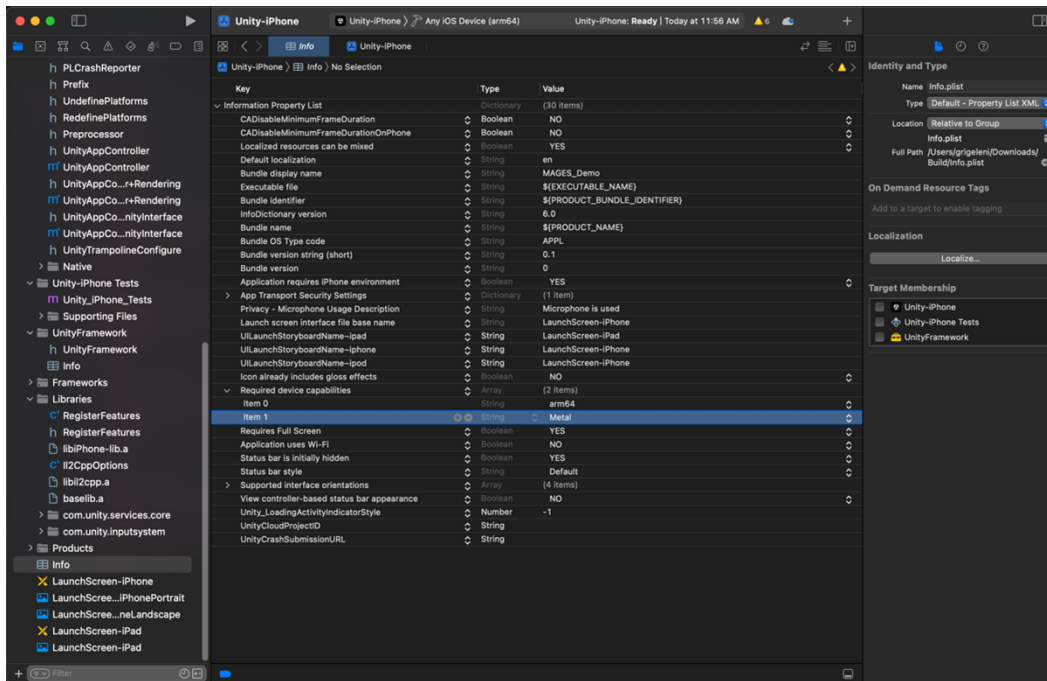 Unity-iPhone
Unity-iPhone 〉 Any iOS Device (arm64)
Unity-iPhone: Ready | Today at 11:56 AM
6
Info
Unity-iPhone
Unity-iPhone 〉 Info 〉 No Selection
PLCrashReporter
Prefix
UndefinePlatforms
RedefinePlatforms
Preprocessor
UnityAppController
UnityAppController
UnityAppCo...r+Rendering
UnityAppCo...r+Rendering
UnityAppCo...nityInterface
UnityAppCo...nityInterface
UnityTrampolineConfigure
Native
Unity-iPhone Tests
Unity_iPhone_Tests
Supporting Files
UnityFramework
UnityFramework
Info
Frameworks
Libraries
RegisterFeatures
RegisterFeatures
libiPhone-lib.a
Il2CppOptions
libil2cpp.a
baselib.a
com.unity.services.core
com.unity.inputsystem
Products
Info
LaunchScreen-iPhone
LaunchScree...iPhonePortrait
LaunchScree...neLandscape
LaunchScreen-iPad
LaunchScreen-iPad
Filter
Key Type Value
Information Property List Dictionary (30 items)
CADisableMinimumFrameDuration Boolean NO
CADisableMinimumFrameDurationOnPhone Boolean NO
Localized resources can be mixed Boolean YES
Default localization String en
Bundle display name String MAGES_Demo
Executable file String ${EXECUTABLE_NAME}
Bundle identifier String ${PRODUCT_BUNDLE_IDENTIFIER}
InfoDictionary version String 6.0
Bundle name String ${PRODUCT_NAME}
Bundle OS Type code String APPL
Bundle version string (short) String 0.1
Bundle version String 0
Application requires iPhone environment Boolean YES
App Transport Security Settings Dictionary (1 item)
Privacy - Microphone Usage Description String Microphone is used
Launch screen interface file base name String LaunchScreen-iPhone
UILaunchStoryboardName~ipad String LaunchScreen-iPad
UILaunchStoryboardName~iphone String LaunchScreen-iPhone
UILaunchStoryboardName~ipod String LaunchScreen-iPhone
Icon already includes gloss effects Boolean NO
Required device capabilities Array (2 items)
Item 0 String arm64
Item 1 String Metal
Requires Full Screen Boolean YES
Application uses Wi-Fi Boolean NO
Status bar is initially hidden Boolean YES
Status bar style String Default
Supported interface orientations Array (4 items)
View controller-based status bar appearance Boolean NO
Unity_LoadingActivityIndicatorStyle Number -1
UnityCloudProjectID String
UnityCrashSubmissionURL String
Identity and Type
Name Info.plist
Type Default - Property List XML
Location Relative to Group
Info.plist
Full Path /Users/grigeleni/Downloads/
Build/Info.plist
On Demand Resource Tags
Add to a target to enable tagging
Localization
Localize...
Target Membership
Unity-iPhone
Unity-iPhone Tests
UnityFramework